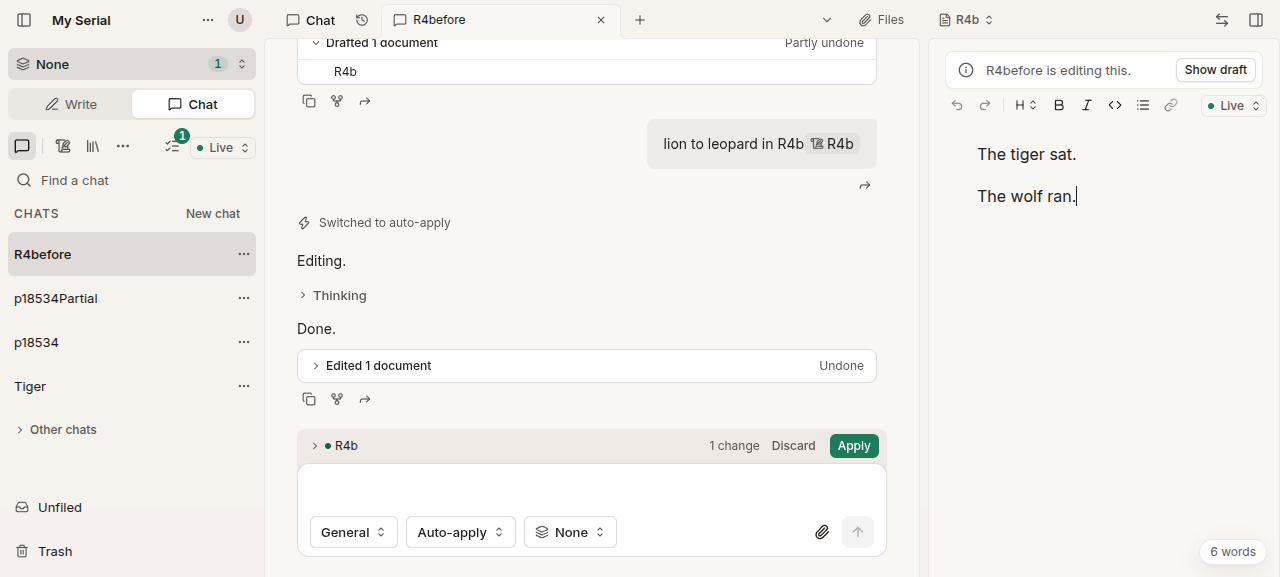 My Serial
U
Chat
R4before
Files
R4b
None
1
Write
Chat
1
Live
Find a chat
CHATS
New chat
R4before
p18534Partial
p18534
Tiger
Other chats
Unfiled
Trash
Drafted 1 document
Partly undone
R4b
lion to leopard in R4b R4b
Switched to auto-apply
Editing.
Thinking
Done.
Edited 1 document
Undone
R4b
1 change
Discard
Apply
General
Auto-apply
None
R4before is editing this.
Show draft
H
B
I
Live
The tiger sat.
The wolf ran.
6 words